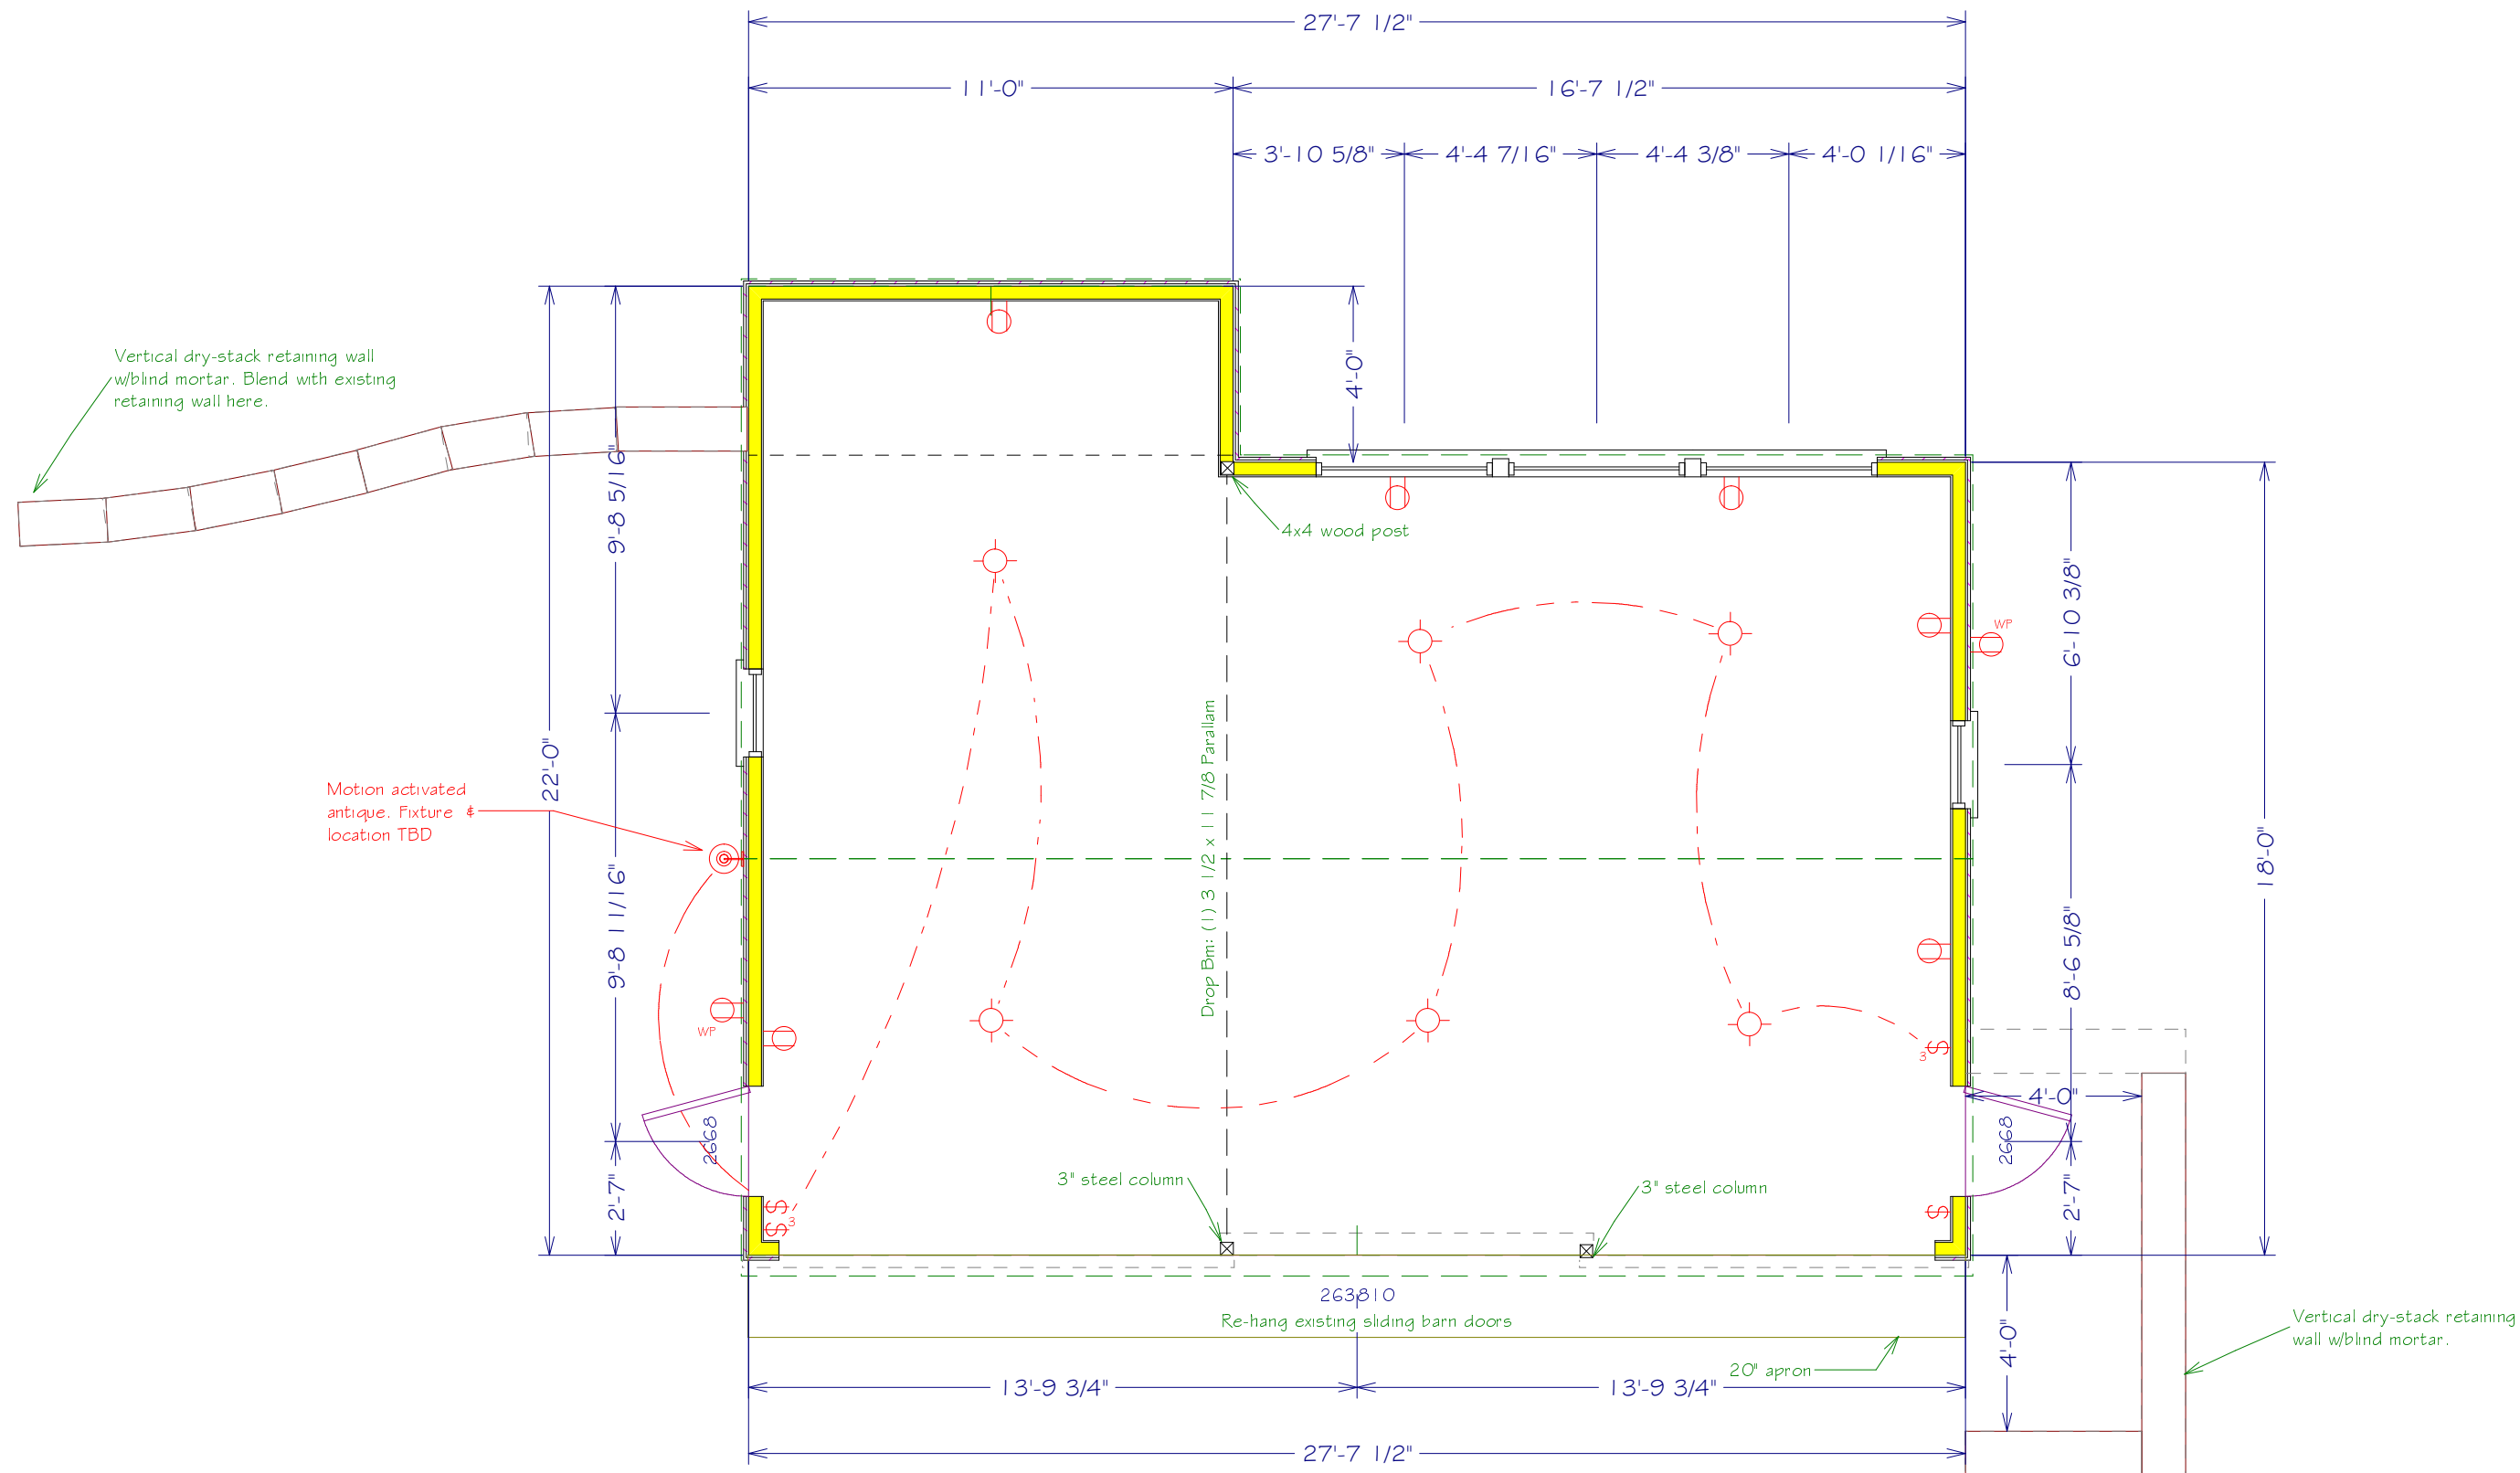 27'-7 1/2"
11'-0"
16'-7 1/2"
3'-10 5/8"
4'-4 7/16"
4'-4 3/8"
4'-0 1/16"
Vertical dry-stack retaining wall
w/blind mortar. Blend with existing
retaining wall here.
4'-0"
9'-8 5/16"
4x4 wood post
6'-10 3/8"
WP
22'-0"
Motion activated
antique. Fixture &
location TBD
Drop Bm: (1) 3 1/2 x 11 7/8 Parallam
18'-0"
9'-8 11/16"
8'-6 5/8"
WP
3
4'-0"
2668
2668
2'-7"
3" steel column
3" steel column
2'-7"
$
$
3
$
$
263810
Re-hang existing sliding barn doors
20" apron
4'-0"
Vertical dry-stack retaining
wall w/blind mortar.
13'-9 3/4"
13'-9 3/4"
27'-7 1/2"